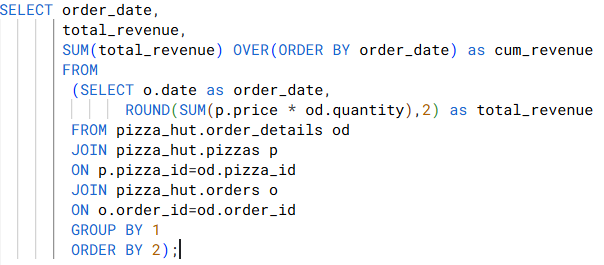 SELECT order_date,
total_revenue,
SUM(total_revenue) OVER(ORDER BY order_date) as cum_revenue
FROM
(SELECT o.date as order_date,
ROUND(SUM(p.price * od.quantity),2) as total_revenue
FROM pizza_hut.order_details od
JOIN pizza_hut.pizzas p
ON p.pizza_id=od.pizza_id
JOIN pizza_hut.orders o
ON o.order_id=od.order_id
GROUP BY 1
ORDER BY 2);